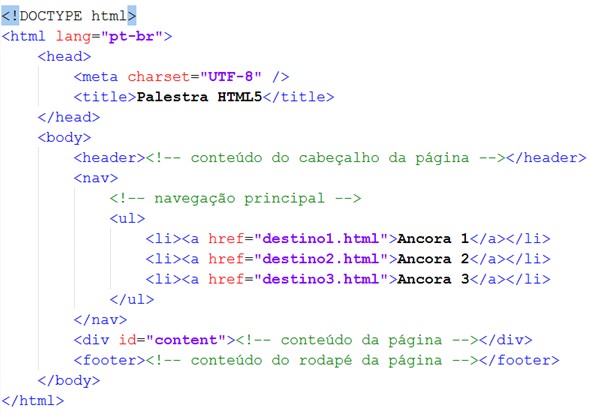 <!DOCTYPE html>
<html lang="pt-br">
    <head>
        <meta charset="UTF-8" />
        <title>Palestra HTML5</title>
    </head>
    <body>
        <header><!-- conteúdo do cabeçalho da página --></header>
        <nav>
            <!-- navegação principal -->
            <ul>
                <li><a href="destino1.html">Ancora 1</a></li>
                <li><a href="destino2.html">Ancora 2</a></li>
                <li><a href="destino3.html">Ancora 3</a></li>
            </ul>
        </nav>
        <div id="content"><!-- conteúdo da página --></div>
        <footer><!-- conteúdo do rodapé da página --></footer>
    </body>
</html>